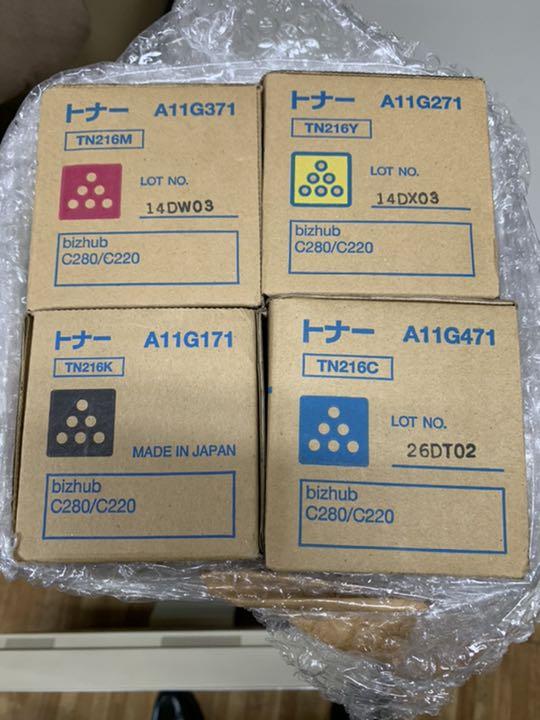 トナー A11G371
TN216M
LOT NO.
14DW03
bizhub
C280/C220
トナー A11G271
TN216Y
LOT NO.
14DX03
bizhub
C280/C220
トナー A11G171
TN216K
MADE IN JAPAN
bizhub
C280/C220
トナー A11G471
TN216C
LOT NO.
26DT02
bizhub
C280/C220